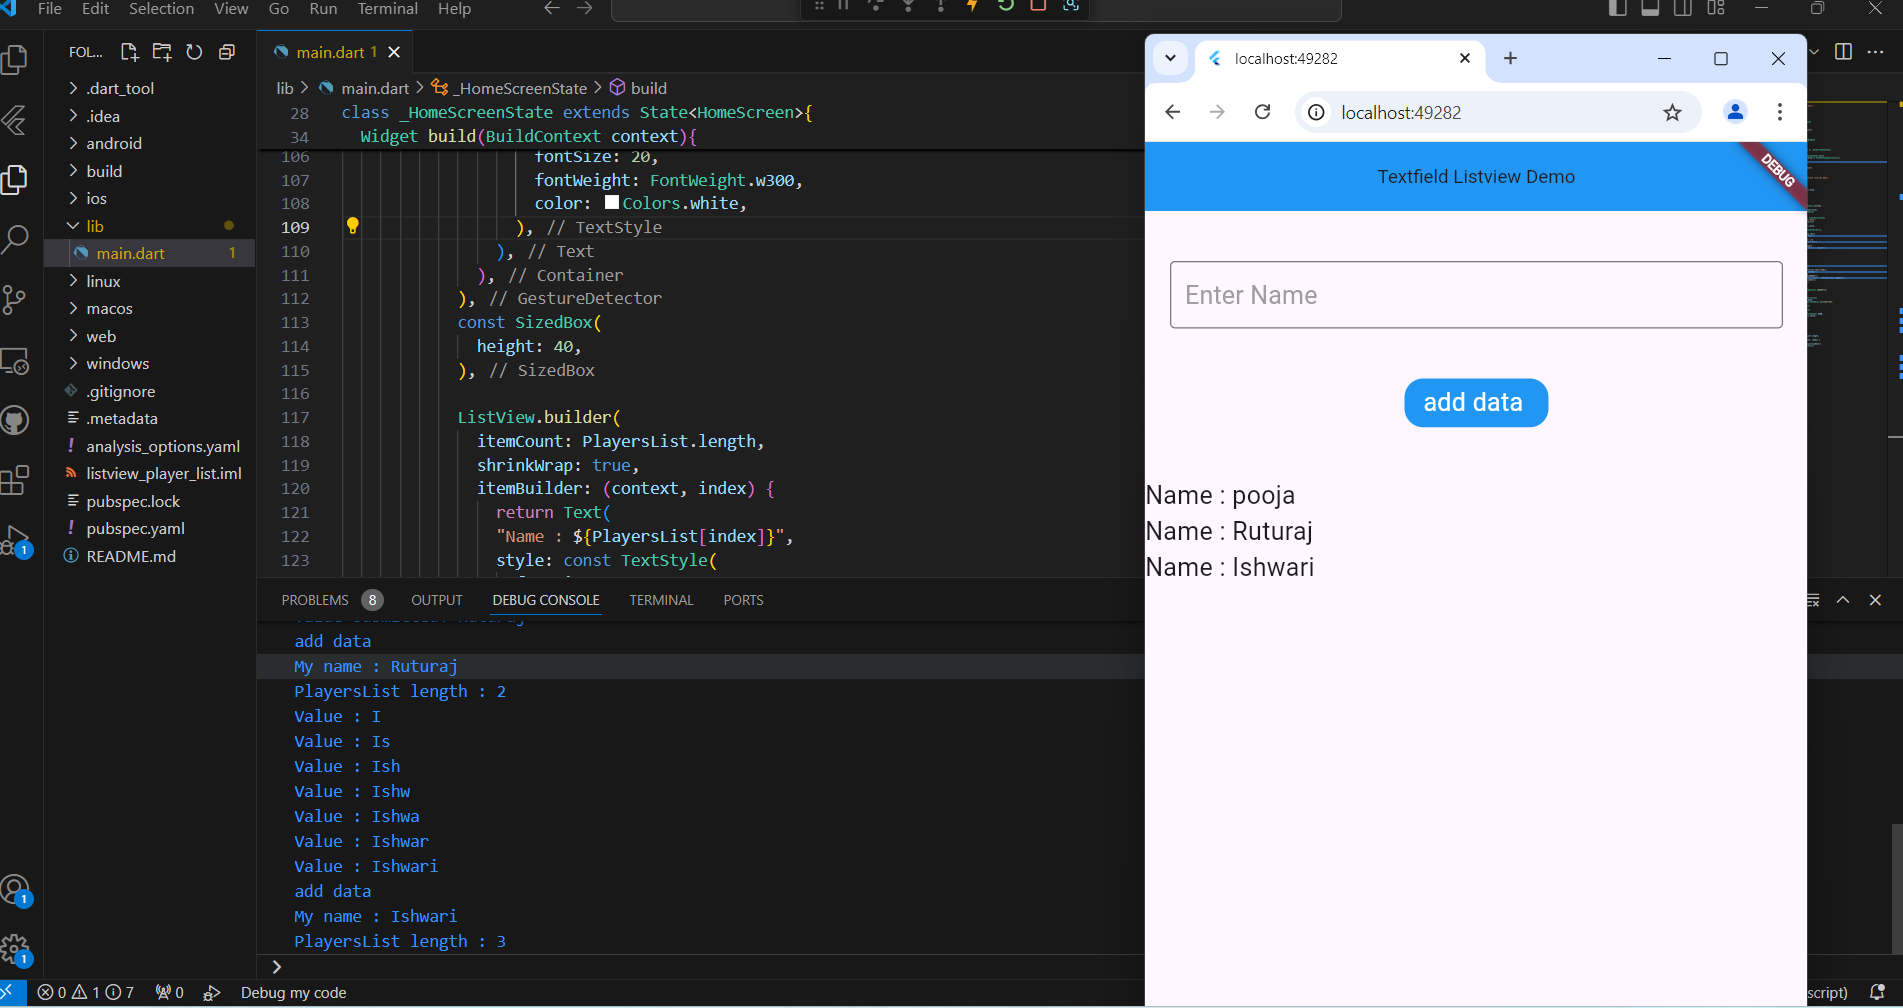 File Edit Selection View Go Run Terminal Help
FOL...
.dart_tool
.idea
android
build
ios
lib
main.dart 1
linux
macos
web
windows
.gitignore
.metadata
! analysis_options.yaml
listview_player_list.iml
pubspec.lock
! pubspec.yaml
README.md
1
1
1
main.dart 1
lib > main.dart > _HomeScreenState > build
28 class _HomeScreenState extends State<HomeScreen>{
34 Widget build(BuildContext context){
106 fontSize: 20,
107 fontWeight: FontWeight.w300,
108 color: Colors.white,
109 ), // TextStyle
110 ), // Text
111 ), // Container
112 ), // GestureDetector
113 const SizedBox(
114 height: 40,
115 ), // SizedBox
116
117 ListView.builder(
118 itemCount: PlayersList.length,
119 shrinkWrap: true,
120 itemBuilder: (context, index) {
121 return Text(
122 "Name : ${PlayersList[index]}",
123 style: const TextStyle(
PROBLEMS 8 OUTPUT DEBUG CONSOLE TERMINAL PORTS
add data
My name : Ruturaj
PlayersList length : 2
Value : I
Value : Is
Value : Ish
Value : Ishw
Value : Ishwa
Value : Ishwar
Value : Ishwari
add data
My name : Ishwari
PlayersList length : 3
>
0 1 7 0 Debug my code
script)
localhost:49282
localhost:49282
Textfield Listview Demo
DEBUG
Enter Name
add data
Name : pooja
Name : Ruturaj
Name : Ishwari